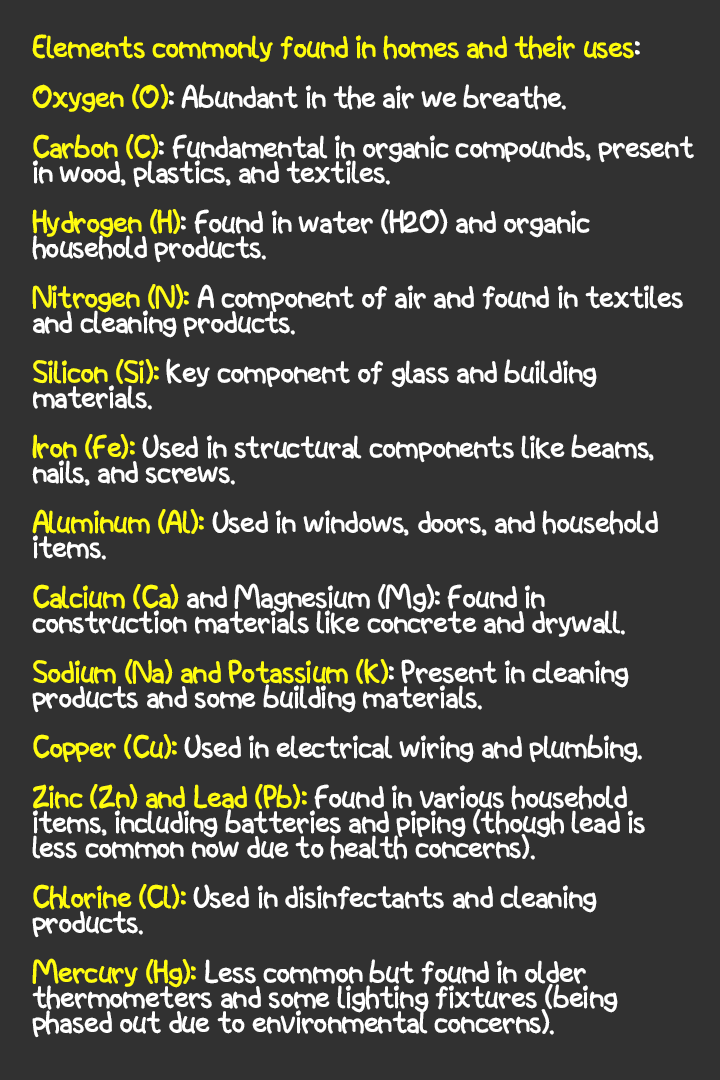 Elements commonly found in homes and their uses:
Oxygen (O): Abundant in the air we breathe.
Carbon (C): Fundamental in organic compounds, present
in wood, plastics, and textiles.
Hydrogen (H): Found in water (H2O) and organic
household products.
Nitrogen (N): A component of air and found in textiles
and cleaning products.
Silicon (Si): Key component of glass and building
materials.
Iron (Fe): Used in structural components like beams,
nails, and screws.
Aluminum (Al): Used in windows, doors, and household
items.
Calcium (Ca) and Magnesium (Mg): Found in
construction materials like concrete and drywall.
Sodium (Na) and Potassium (K): Present in cleaning
products and some building materials.
Copper (Cu): Used in electrical wiring and plumbing.
Zinc (Zn) and Lead (Pb): Found in various household
items, including batteries and piping (though lead is
less common now due to health concerns).
Chlorine (Cl): Used in disinfectants and cleaning
products.
Mercury (Hg): Less common but found in older
thermometers and some lighting fixtures (being
phased out due to environmental concerns).